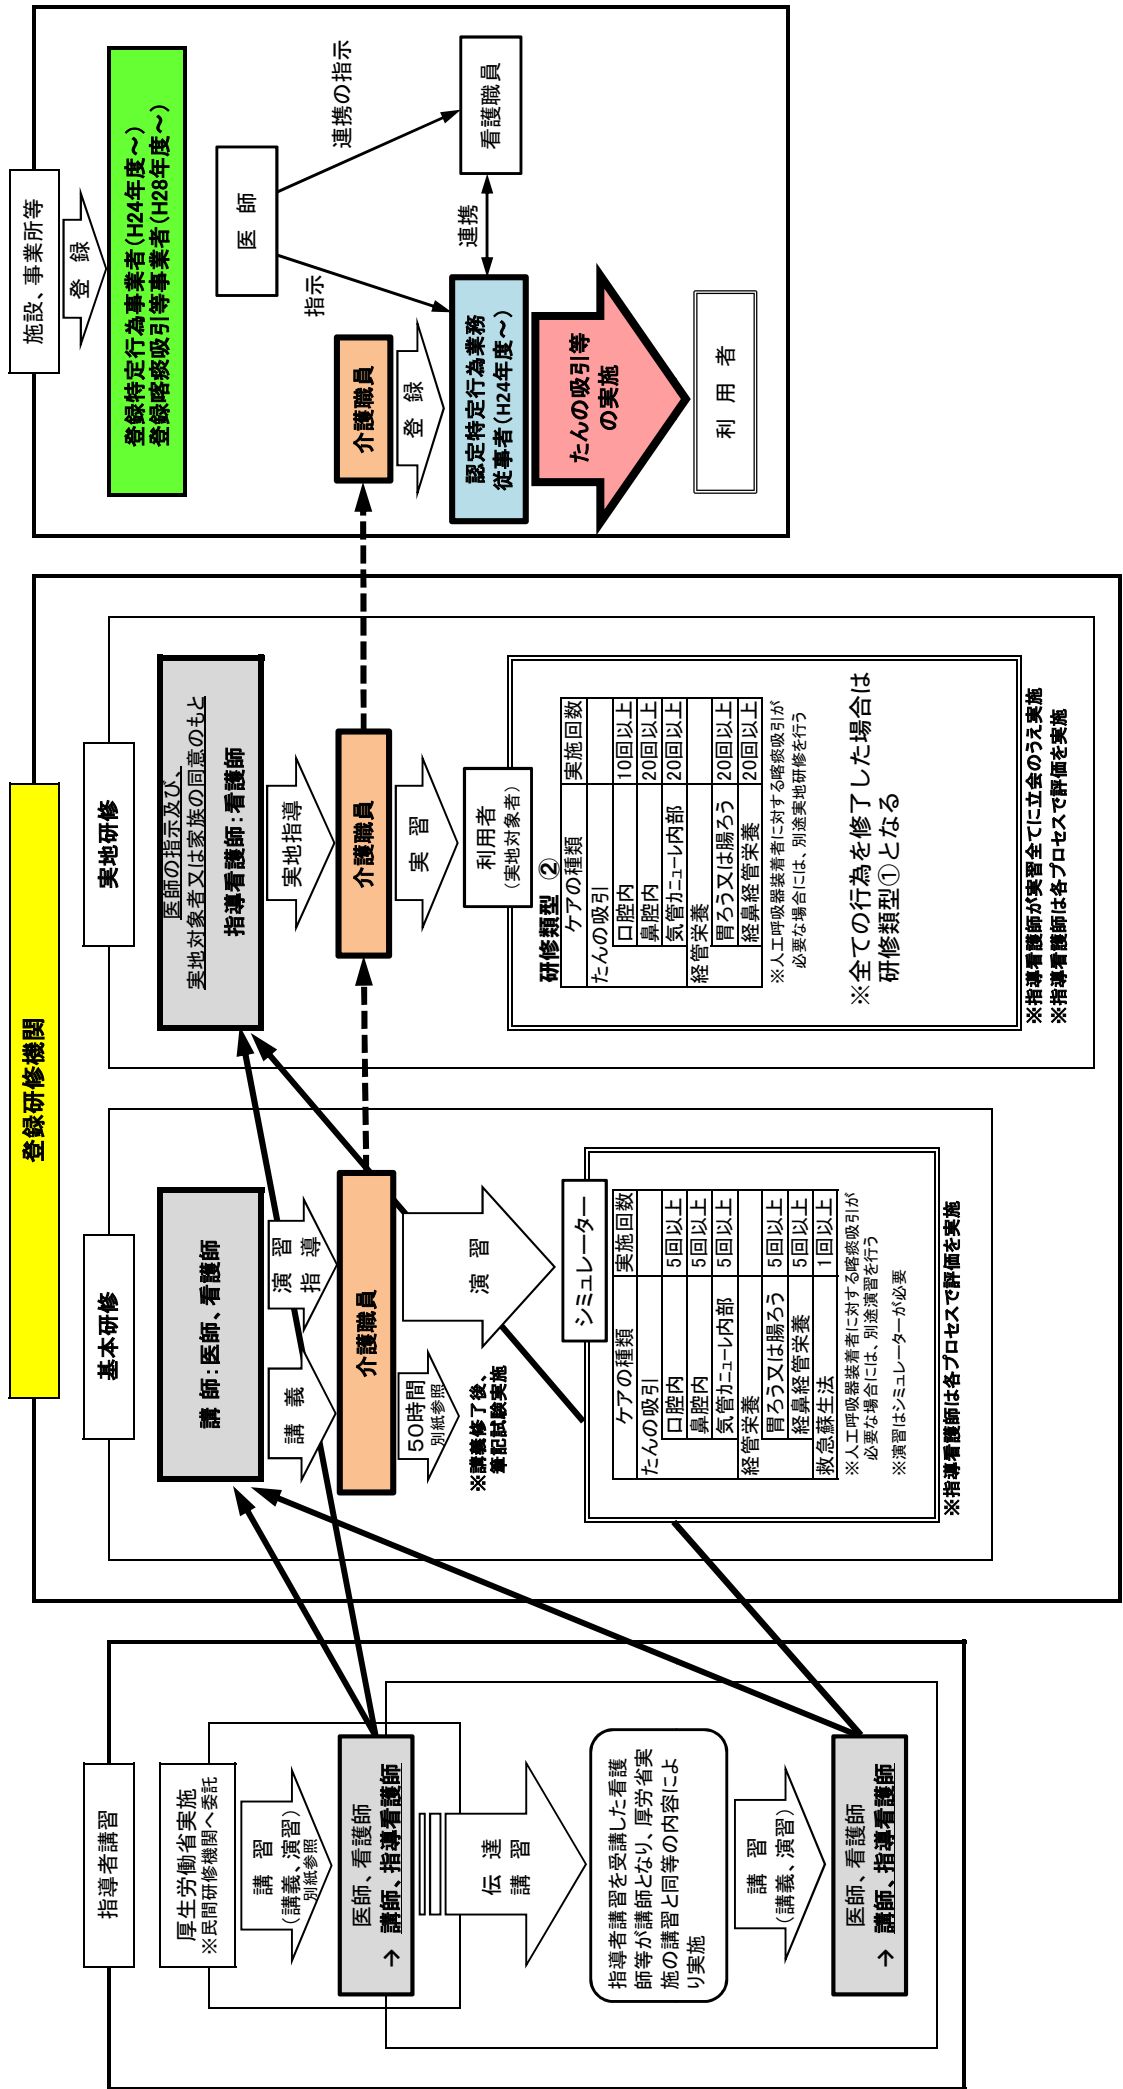 指導者講習
厚生労働省実施
※民間研修機関へ委託
講　習
（講義、演習）
別紙参照
医師、看護師
→ 講師、指導看護師
伝　達
講　習
指導者講習を受講した看護
師等が講師となり、厚労省実
施の講習と同等の内容によ
り実施
講　習
（講義、演習）
医師、看護師
→ 講師、指導看護師
登録研修機関
基本研修
講 師：医師、看護師
講　義
演　習
指　導
介護職員
50時間
別紙参照
※講義修了後、
筆記試験実施
演　習
シミュレーター
ケアの種類 実施回数
たんの吸引
口腔内 5回以上
鼻腔内 5回以上
気管ｶﾆｭｰﾚ内部 5回以上
経管栄養
胃ろう又は腸ろう 5回以上
経鼻経管栄養 5回以上
救急蘇生法 1回以上
※人工呼吸器装着者に対する喀痰吸引が
必要な場合には、別途演習を行う
※演習はシミュレーターが必要
※指導看護師は各プロセスで評価を実施
実地研修
医師の指示及び、
実地対象者又は家族の同意のもと
指導看護師：看護師
実地指導
介護職員
実　習
利用者
（実地対象者）
研修類型 ②
ケアの種類 実施回数
たんの吸引
口腔内 10回以上
鼻腔内 20回以上
気管ｶﾆｭｰﾚ内部 20回以上
経管栄養
胃ろう又は腸ろう 20回以上
経鼻経管栄養 20回以上
※人工呼吸器装着者に対する喀痰吸引が
必要な場合には、別途実地研修を行う
※全ての行為を修了した場合は
研修類型①となる
※指導看護師が実習全てに立会のうえ実施
※指導看護師は各プロセスで評価を実施
施設、事業所等
登　録
登録特定行為事業者（H24年度～）
登録喀痰吸引等事業者（H28年度～）
医　師
指示
連携の指示
介護職員
登　録
認定特定行為業務
従事者（H24年度～）
連携
看護職員
たんの吸引等
の実施
利　用　者